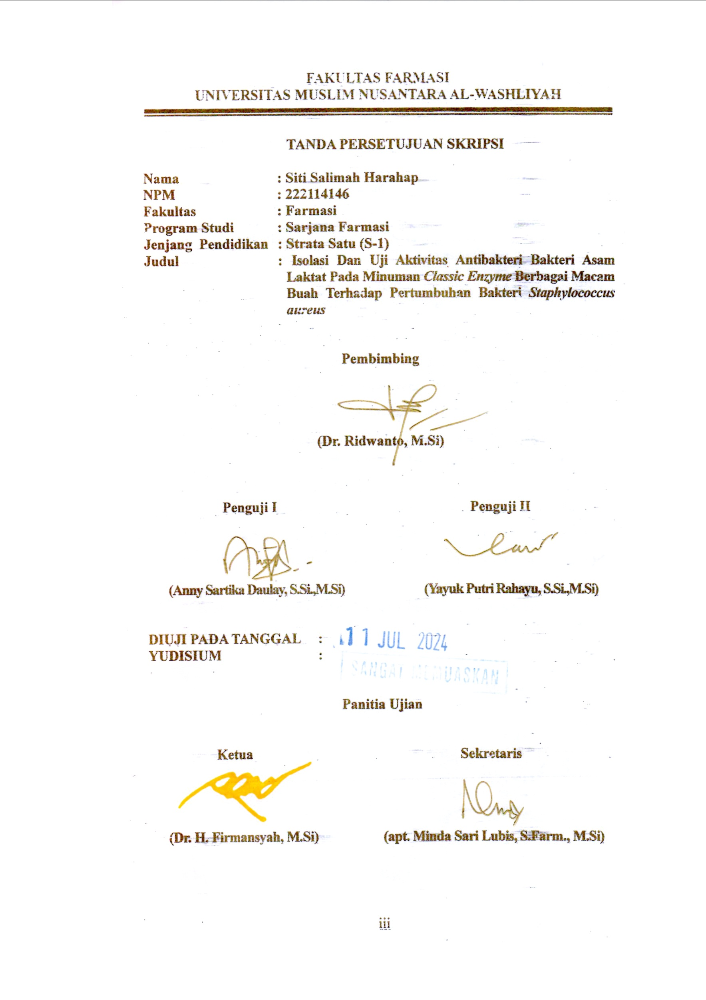 FAKULTAS FARMASI
UNIVERSITAS MUSLIM NUSANTARA AL-WASHLIYAH
TANDA PERSETUJUAN SKRIPSI
Nama : Siti Salimah Harahap
NPM : 222114146
Fakultas : Farmasi
Program Studi : Sarjana Farmasi
Jenjang Pendidikan : Strata Satu (S-1)
Judul : Isolasi Dan Uji Aktivitas Antibakteri Bakteri Asam
Laktat Pada Minuman Classic Enzyme Berbagai Macam
Buah Terhadap Pertumbuhan Bakteri Staphylococcus
aureus
Pembimbing
(Dr. Ridwanto, M.Si)
Penguji I Penguji II
(Anny Sartika Daulay, S.Si.,M.Si) (Yayuk Putri Rahayu, S.Si.,M.Si)
DIUJI PADA TANGGAL : 11 JUL 2024
YUDISIUM : SANGAT MEMUASKAN
Panitia Ujian
Ketua Sekretaris
(Dr. H. Firmansyah, M.Si) (apt. Minda Sari Lubis, S.Farm., M.Si)
iii